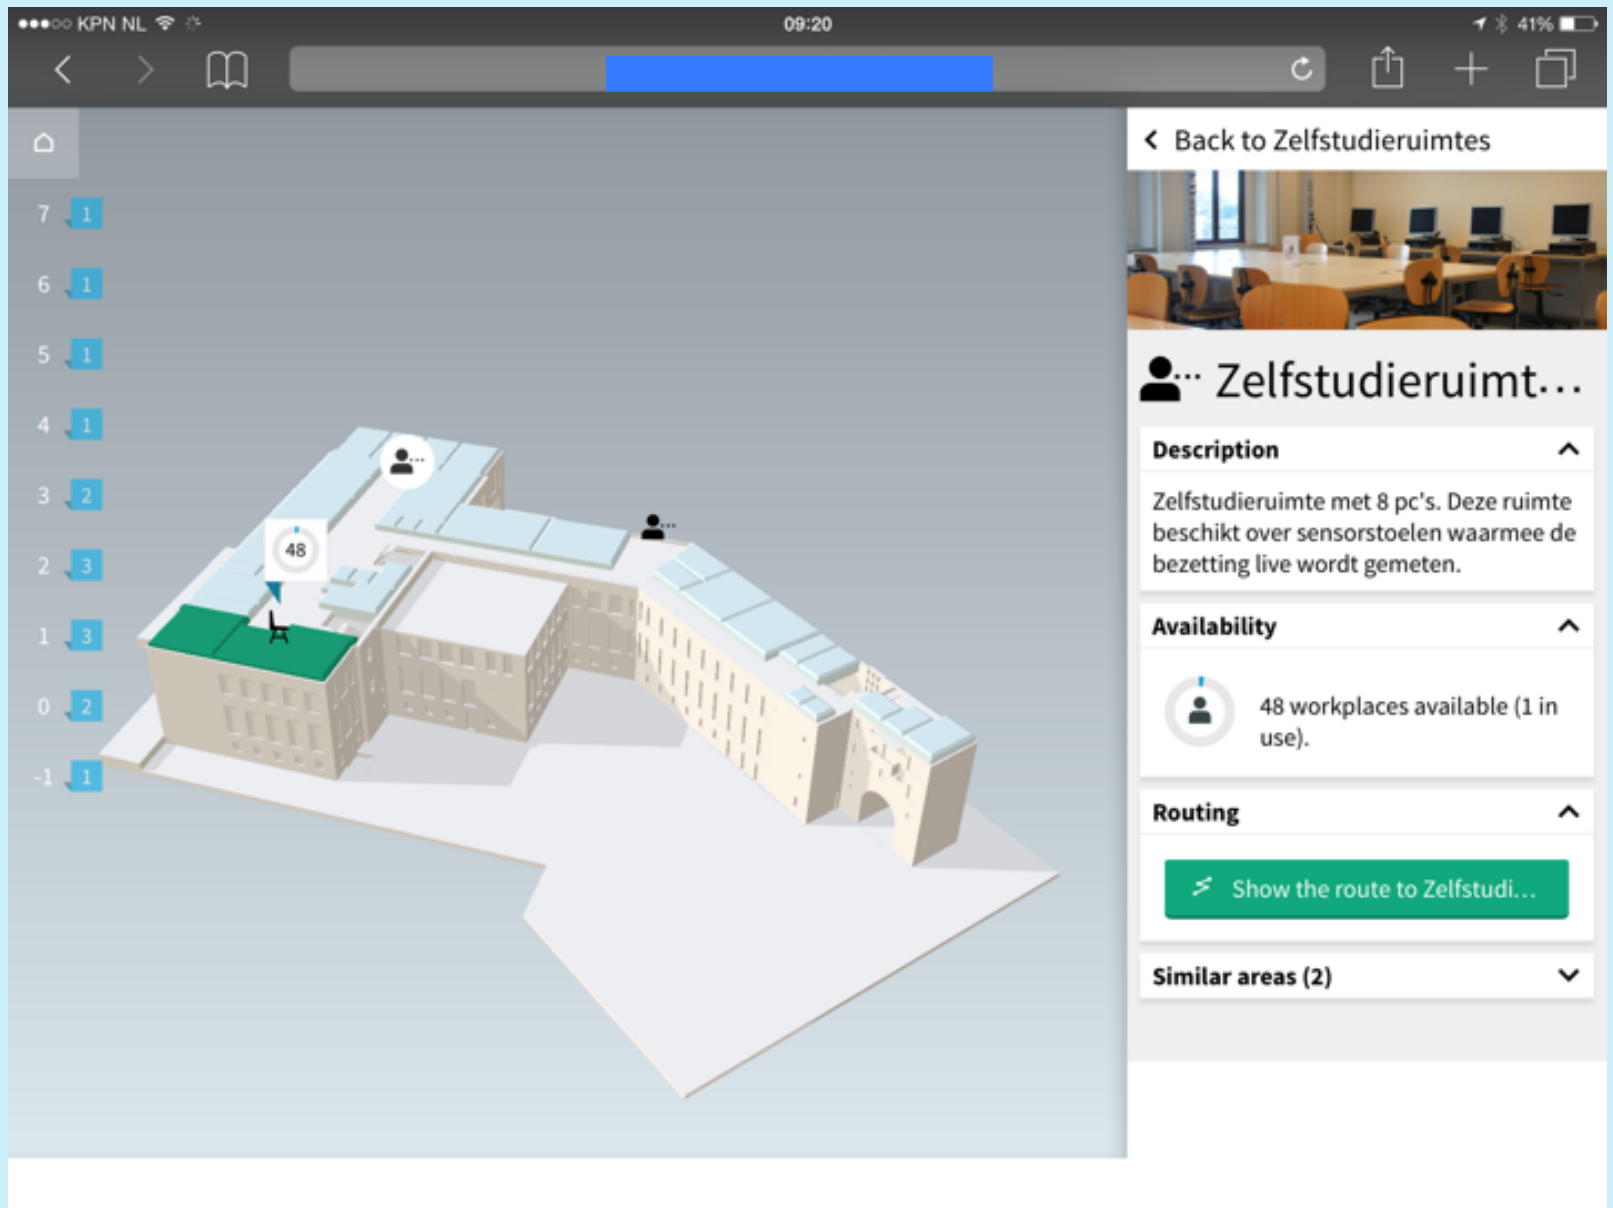 KPN NL
09:20
41%
Back to Zelfstudieruimtes
7 1
6 1
5 1
4 1
3 2
2 3
1 3
0 2
-1 1
48
Zelfstudieruimt...
Description
Zelfstudieruimte met 8 pc's. Deze ruimte
beschikt over sensorstoelen waarmee de
bezetting live wordt gemeten.
Availability
48 workplaces available (1 in
use).
Routing
Show the route to Zelfstudi...
Similar areas (2)